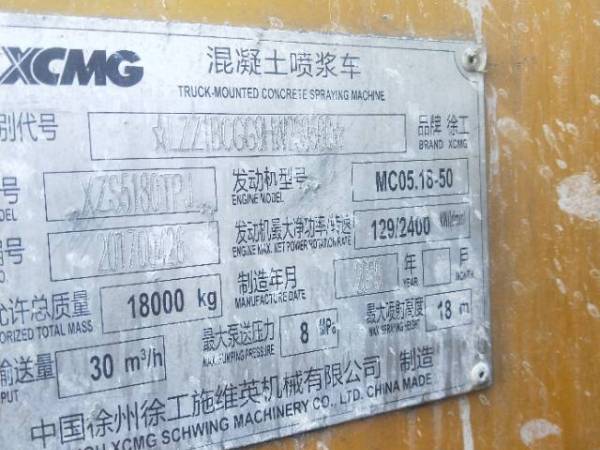 XCMG 混凝土喷浆车
TRUCK-MOUNTED CONCRETE SPRAYING MACHINE
别代号 品牌 徐工
BRAND XCMG
号 XZS5180TPJ 发动机型号 MC05.18-50
ODEL ENGINE MODEL
编号 发动机最大净功率/转速 129/2400
NO. ENGINE MAX. NET POWER/ROTATION RATE
允许总质量 18000 kg 制造年月 年 月
ORIZED TOTAL MASS MANUFACTURE DATE YEAR MONTH
输送量 30 m³/h 最大泵送压力 8 MPa 最大喷射高度 18 m
PUT MAX. PUMPING PRESSURE MAX. SPRAYING HEIGHT
中国徐州徐工施维英机械有限公司 制造
OU XCMG SCHWING MACHINERY CO., LTD. CHINA MADE